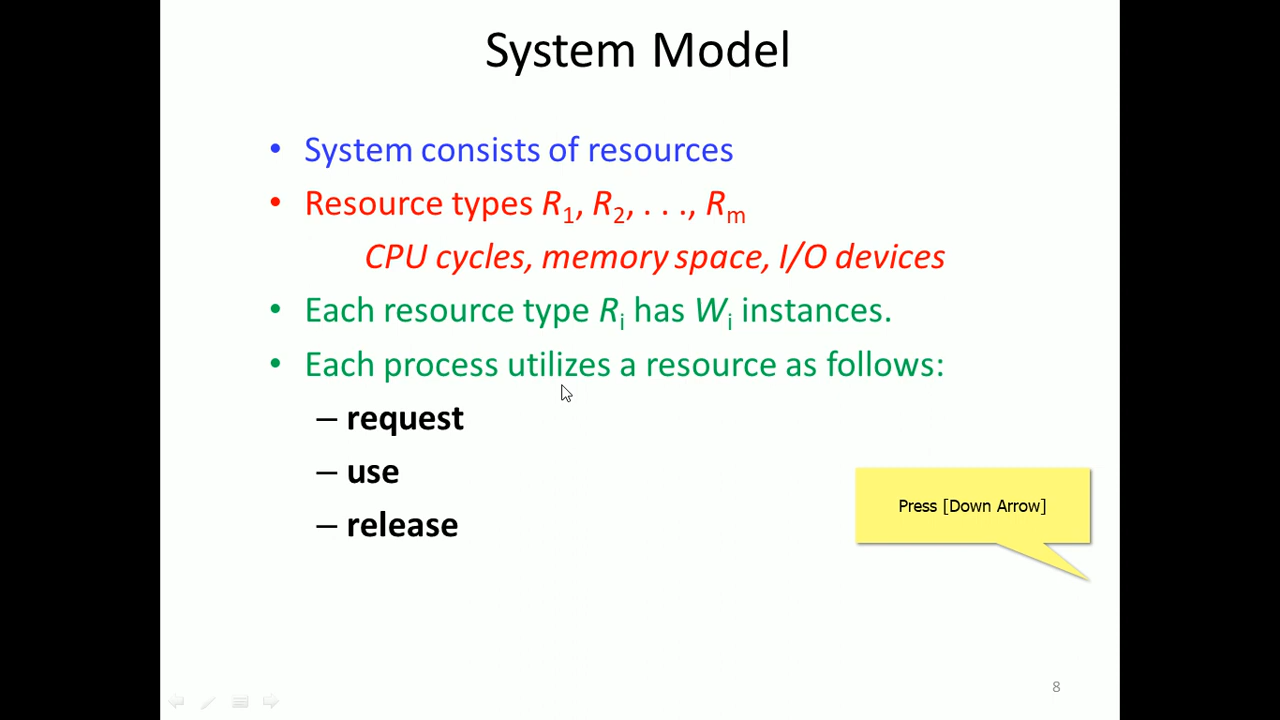 System Model
• System consists of resources
• Resource types R1, R2, . . ., Rm
CPU cycles, memory space, I/O devices
• Each resource type Ri has Wi instances.
• Each process utilizes a resource as follows:
– request
– use
– release
Press [Down Arrow]
8